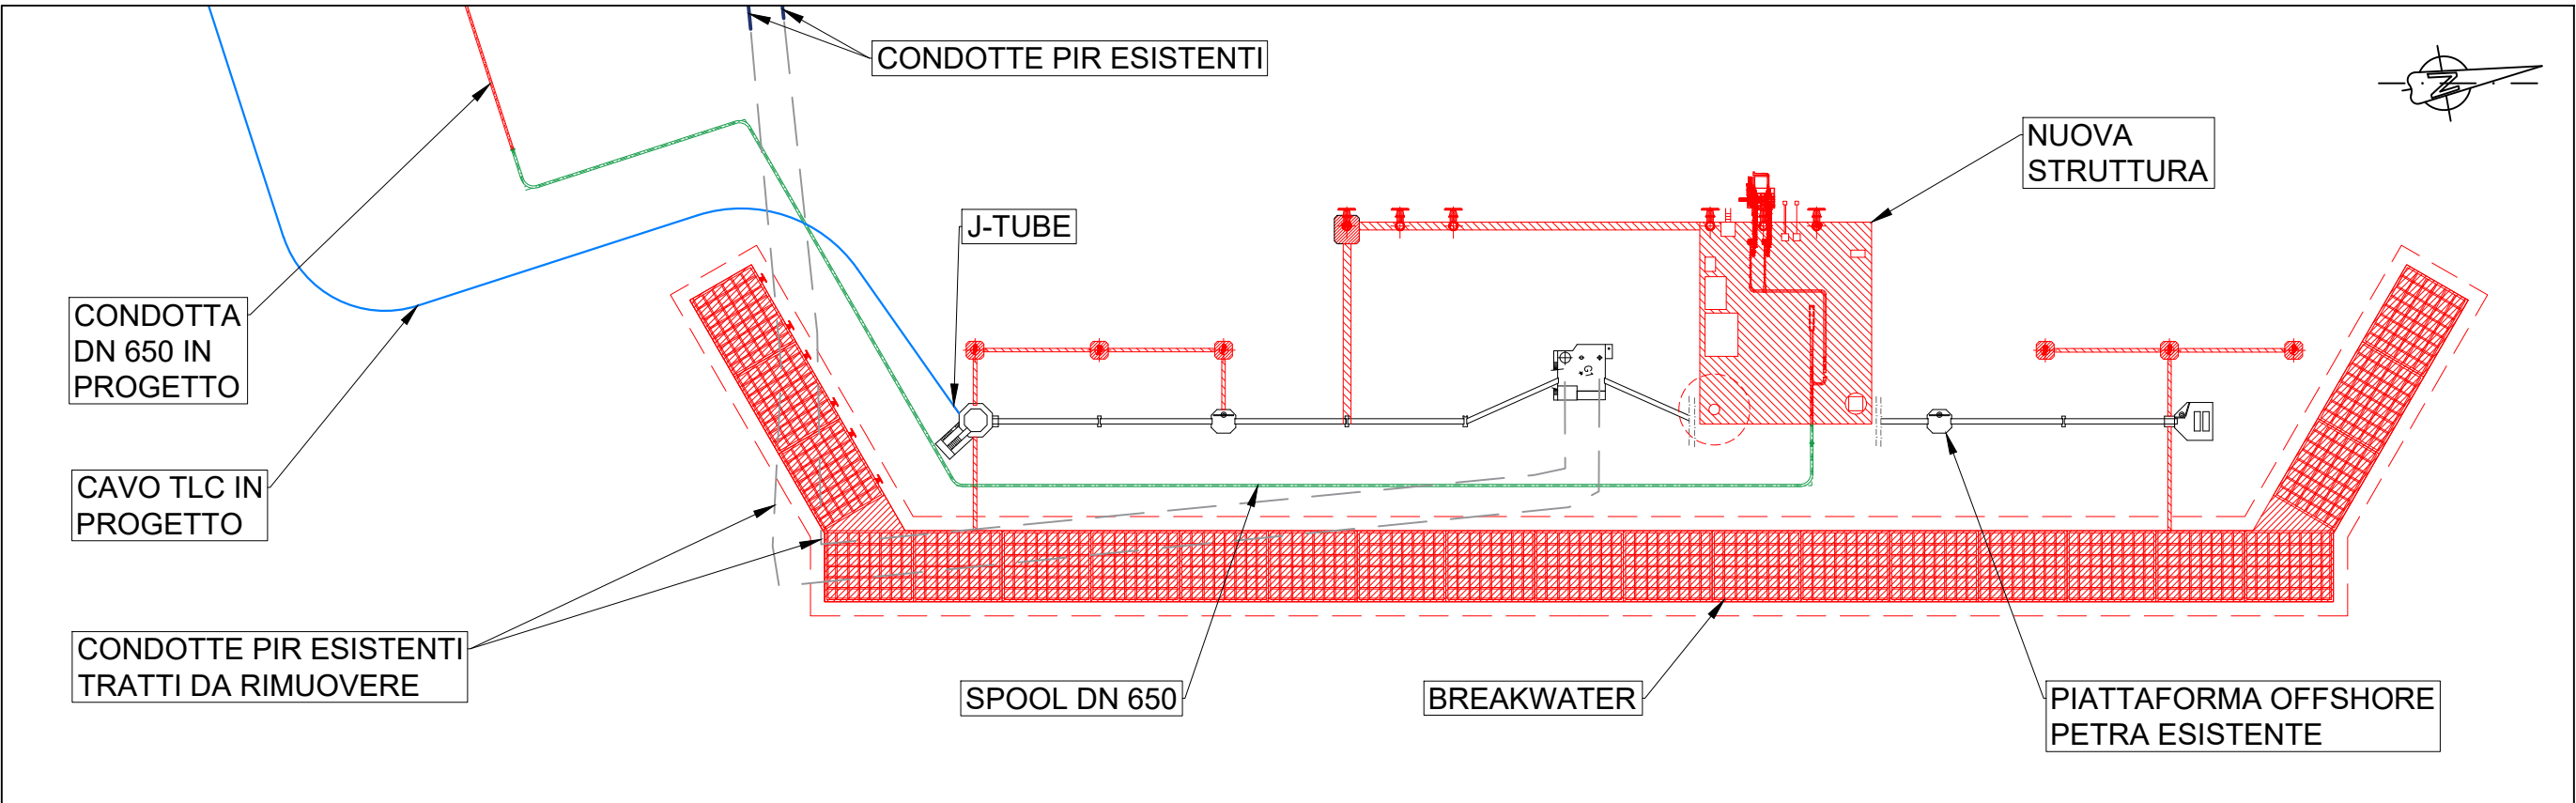 CONDOTTE PIR ESISTENTI
N
NUOVA
STRUTTURA
J-TUBE
CONDOTTA
DN 650 IN
PROGETTO
G1
CAVO TLC IN
PROGETTO
CONDOTTE PIR ESISTENTI
TRATTI DA RIMUOVERE
SPOOL DN 650
BREAKWATER
PIATTAFORMA OFFSHORE
PETRA ESISTENTE